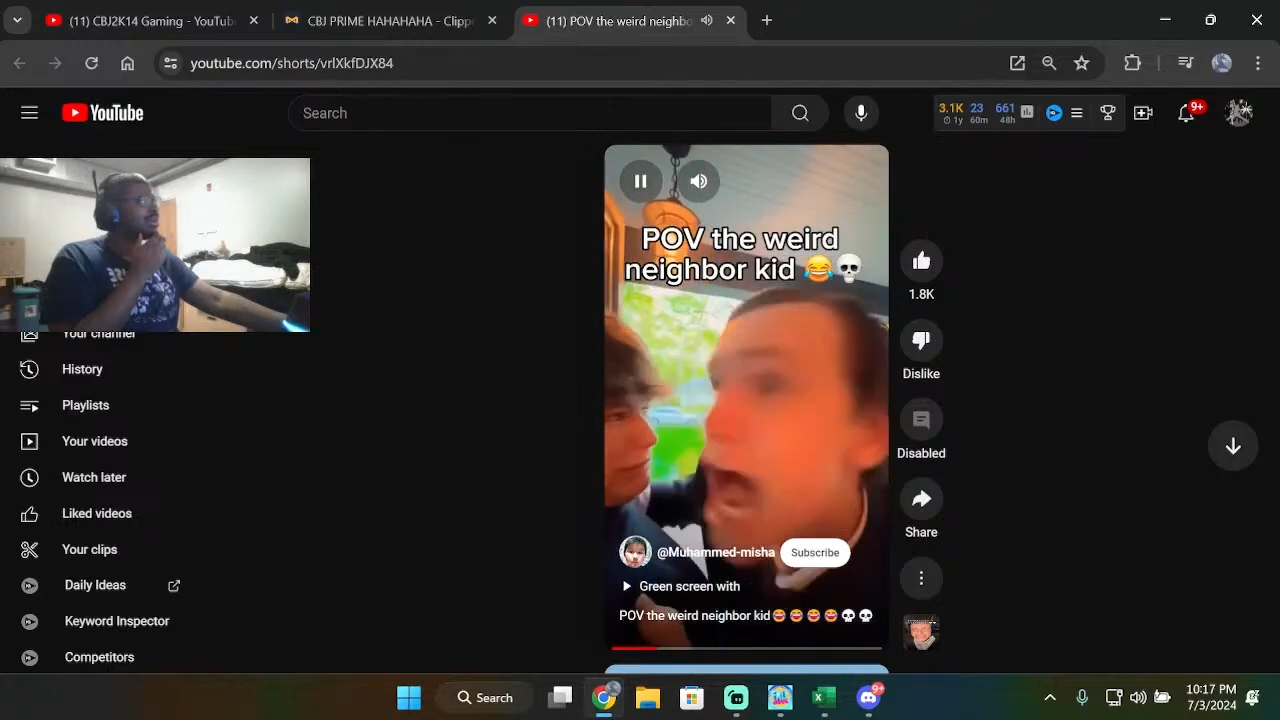 (11) CBJ2K14 Gaming - YouTub
CBJ PRIME HAHAHAHA - Clippe
(11) POV the weird neighbo
youtube.com/shorts/vrlXkfDJX84
YouTube
Search
3.1K 23 661
1y 60m 48h
9+
POV the weird
neighbor kid 😂💀
1.8K
Dislike
Disabled
Share
Your channel
History
Playlists
Your videos
Watch later
Liked videos
Your clips
Daily Ideas
Keyword Inspector
Competitors
@Muhammed-misha Subscribe
Green screen with
POV the weird neighbor kid😂😂😂😂💀💀
Search
9+
10:17 PM
7/3/2024